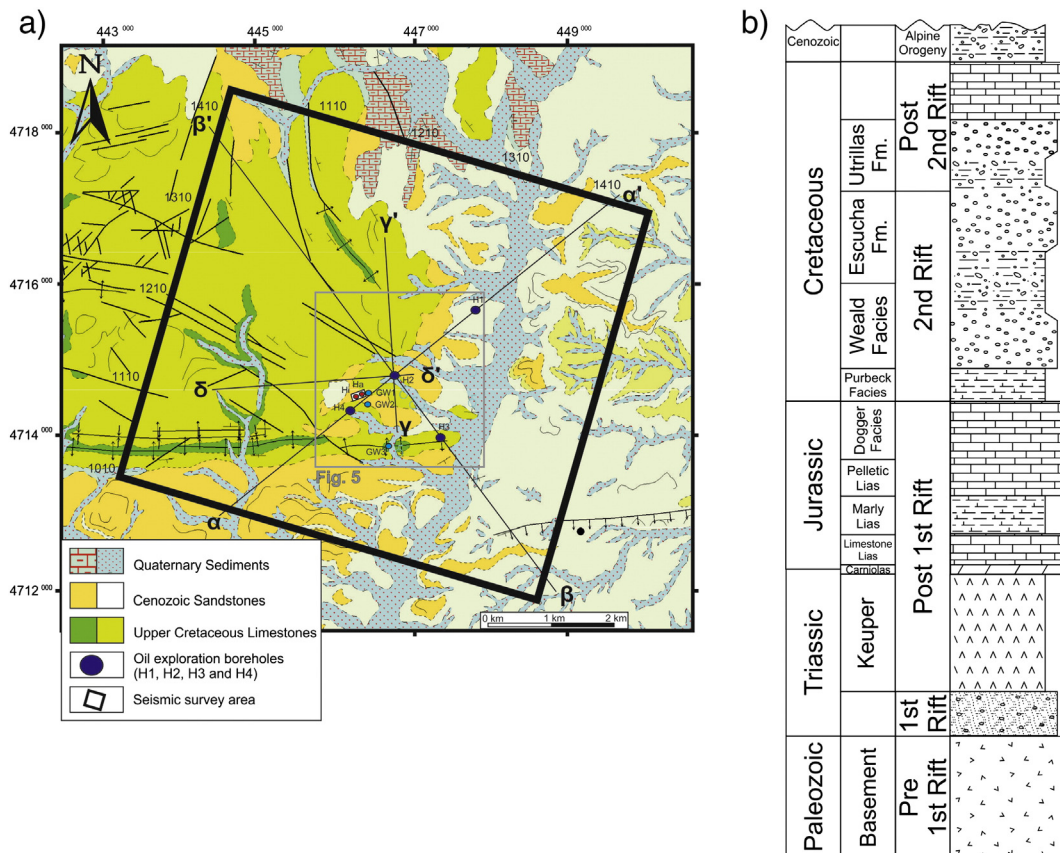 a)
443 000
445 000
447 000
449 000
N
4718 000
4716 000
4714 000
4712 000
1410
β'
1110
1210
1310
1410
α'
1310
γ'
1210
H1
1110
δ
δ'
H2
Ha
Hi
GW1
GW2
H4
γ
H3
GW3
1010
Fig. 5
α
β
0 km 1 km 2 km
Quaternary Sediments
Cenozoic Sandstones
Upper Cretaceous Limestones
Oil exploration boreholes
(H1, H2, H3 and H4)
Seismic survey area
b)
Cenozoic
Alpine
Orogeny
Cretaceous
Utrillas
Fm.
Post
2nd Rift
Escucha
Fm.
2nd Rift
Weald
Facies
Purbeck
Facies
Jurassic
Dogger
Facies
Pelletic
Lias
Marly
Lias
Limestone
Lias
Carniolas
Post 1st Rift
Triassic
Keuper
1st
Rift
Paleozoic
Basement
Pre
1st Rift